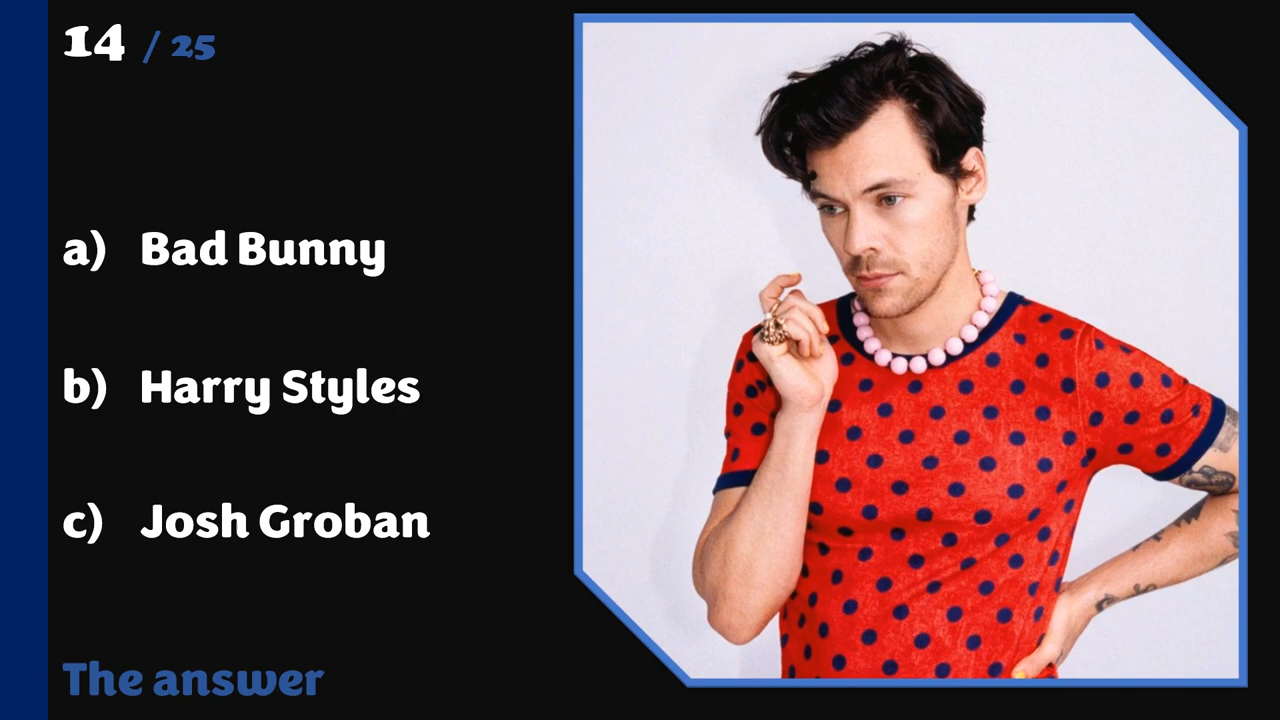 14 / 25
a) Bad Bunny
b) Harry Styles
c) Josh Groban
The answer